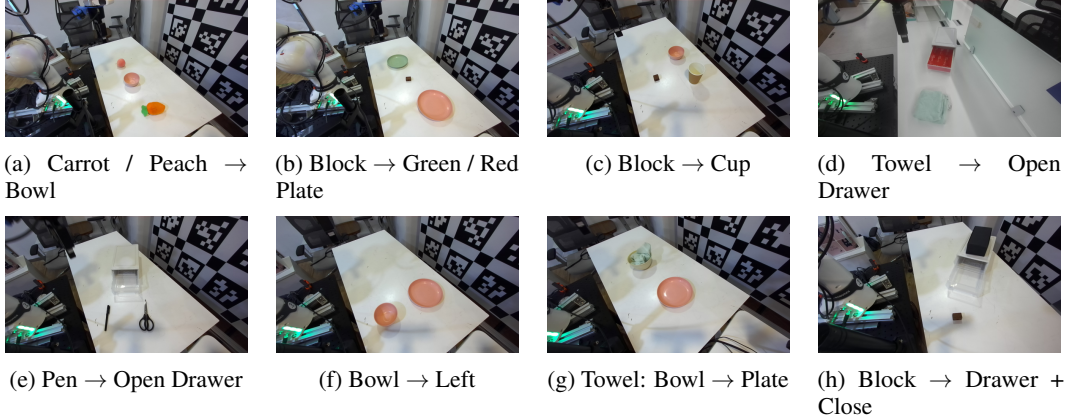 (a) Carrot / Peach → Bowl
(b) Block → Green / Red Plate
(c) Block → Cup
(d) Towel → Open Drawer
(e) Pen → Open Drawer
(f) Bowl → Left
(g) Towel: Bowl → Plate
(h) Block → Drawer + Close